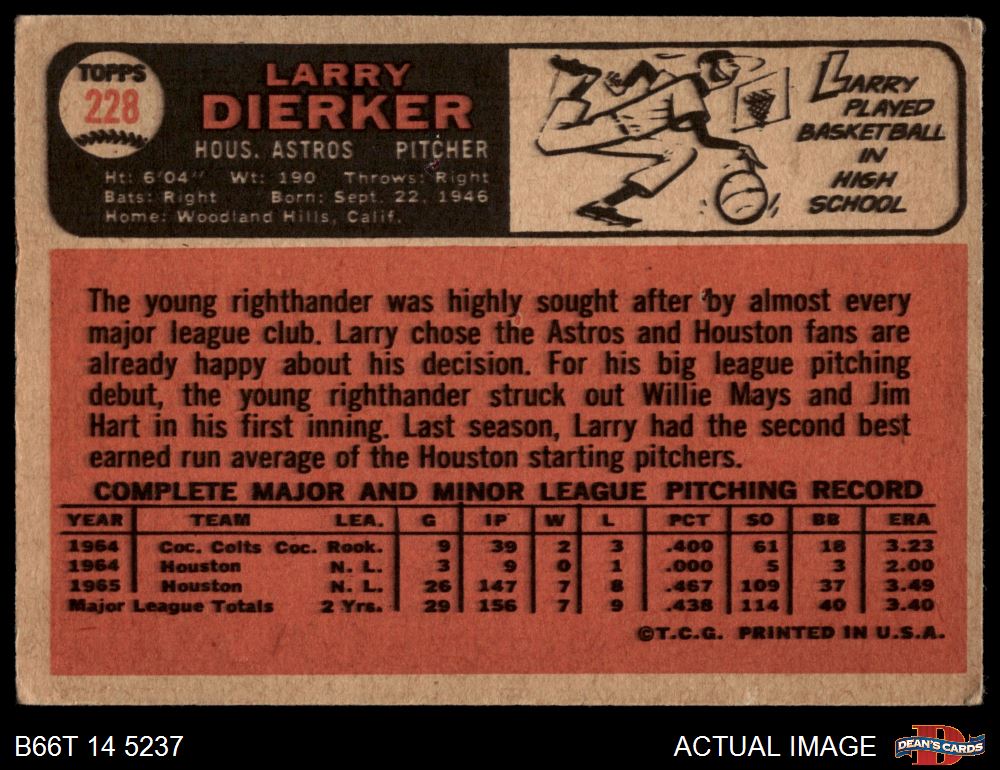 TOPPS
228
LARRY
DIERKER
HOUS. ASTROS PITCHER
Ht: 6'04" Wt: 190 Throws: Right
Bats: Right Born: Sept. 22, 1946
Home: Woodland Hills, Calif.
LARRY
PLAYED
BASKETBALL
IN
HIGH
SCHOOL
The young righthander was highly sought after by almost every
major league club. Larry chose the Astros and Houston fans are
already happy about his decision. For his big league pitching
debut, the young righthander struck out Willie Mays and Jim
Hart in his first inning. Last season, Larry had the second best
earned run average of the Houston starting pitchers.
COMPLETE MAJOR AND MINOR LEAGUE PITCHING RECORD
YEAR TEAM LEA. G IP W L PCT SO BB ERA
1964 Coc. Colts Coc. Rook. 9 39 2 3 .400 61 18 3.23
1964 Houston N. L. 3 9 0 1 .000 5 3 2.00
1965 Houston N. L. 26 147 7 8 .467 109 37 3.49
Major League Totals 2 Yrs. 29 156 7 9 .438 114 40 3.40
©T.C.G. PRINTED IN U.S.A.
B66T 14 5237
ACTUAL IMAGE
DEAN'S CARDS